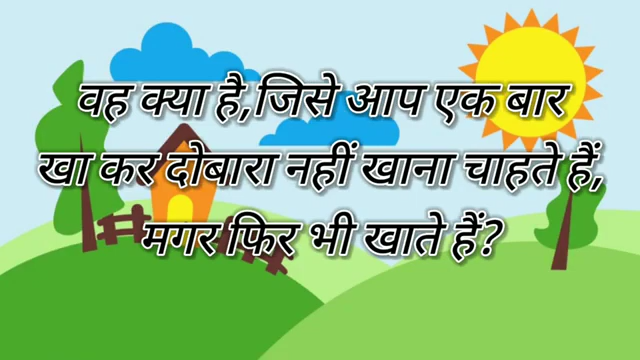 वह क्या है,जिसे आप एक बार
खा कर दोबारा नहीं खाना चाहते हैं,
मगर फिर भी खाते हैं?